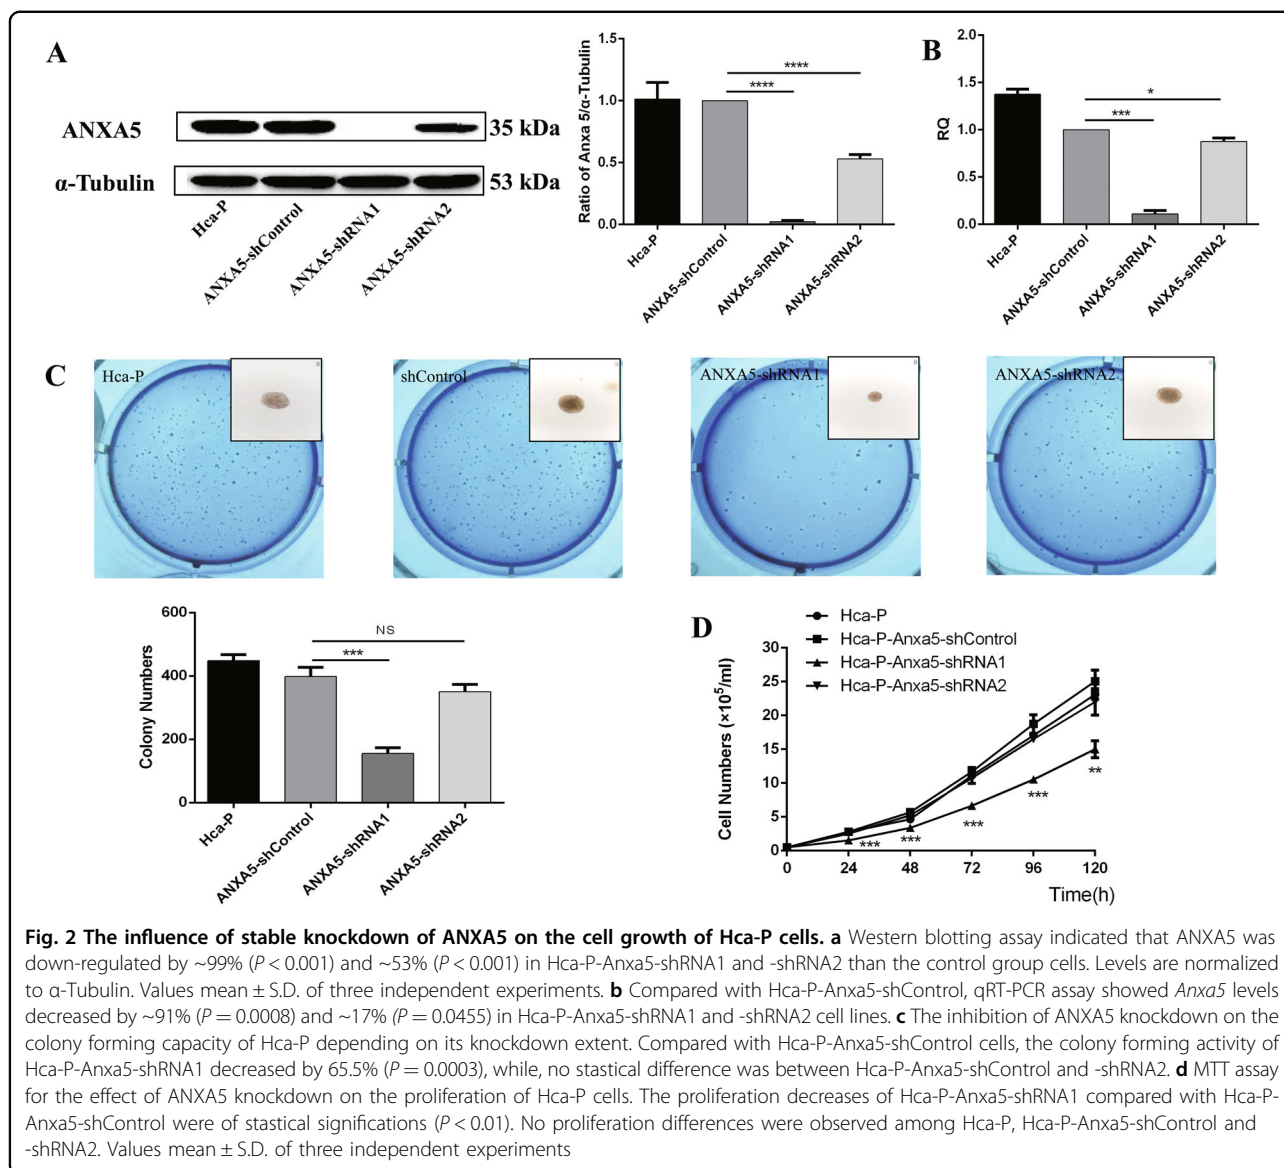 A
ANXA5
35 kDa
α-Tubulin
53 kDa
Hca-P
ANXA5-shControl
ANXA5-shRNA1
ANXA5-shRNA2
Ratio of Anxa 5/α-Tubulin
1.5
1.0
0.5
0.0
****
****
Hca-P
ANXA5-shControl
ANXA5-shRNA1
ANXA5-shRNA2
B
RQ
2.0
1.5
1.0
0.5
0.0
*
***
Hca-P
ANXA5-shControl
ANXA5-shRNA1
ANXA5-shRNA2
C
Hca-P
shControl
ANXA5-shRNA1
ANXA5-shRNA2
Colony Numbers
600
400
200
0
NS
***
Hca-P
ANXA5-shControl
ANXA5-shRNA1
ANXA5-shRNA2
D
Hca-P
Hca-P-Anxa5-shControl
Hca-P-Anxa5-shRNA1
Hca-P-Anxa5-shRNA2
Cell Numbers (×10⁵/ml)
30
25
20
15
10
5
0
***
***
***
***
**
0 24 48 72 96 120
Time(h)
Fig. 2 The influence of stable knockdown of ANXA5 on the cell growth of Hca-P cells. a Western blotting assay indicated that ANXA5 was
down-regulated by ~99% (P < 0.001) and ~53% (P < 0.001) in Hca-P-Anxa5-shRNA1 and -shRNA2 than the control group cells. Levels are normalized
to α-Tubulin. Values mean ± S.D. of three independent experiments. b Compared with Hca-P-Anxa5-shControl, qRT-PCR assay showed Anxa5 levels
decreased by ~91% (P = 0.0008) and ~17% (P = 0.0455) in Hca-P-Anxa5-shRNA1 and -shRNA2 cell lines. c The inhibition of ANXA5 knockdown on the
colony forming capacity of Hca-P depending on its knockdown extent. Compared with Hca-P-Anxa5-shControl cells, the colony forming activity of
Hca-P-Anxa5-shRNA1 decreased by 65.5% (P = 0.0003), while, no stastical difference was between Hca-P-Anxa5-shControl and -shRNA2. d MTT assay
for the effect of ANXA5 knockdown on the proliferation of Hca-P cells. The proliferation decreases of Hca-P-Anxa5-shRNA1 compared with Hca-P-
Anxa5-shControl were of stastical significations (P < 0.01). No proliferation differences were observed among Hca-P, Hca-P-Anxa5-shControl and
-shRNA2. Values mean ± S.D. of three independent experiments